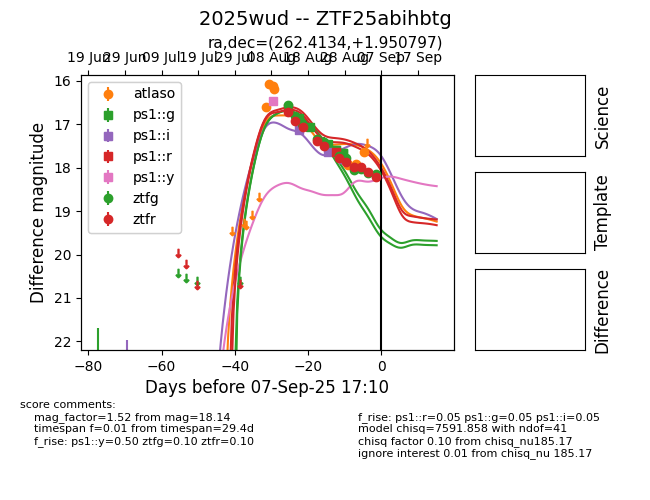 2025wud -- ZTF25abihbtg
ra,dec=(262.4134,+1.950797)
19 Jun 29 Jun 09 Jul 19 Jul 29 Jul 08 Aug 18 Aug 28 Aug 07 Sep 17 Sep
atlaso
ps1::g
ps1::i
ps1::r
ps1::y
ztfg
ztfr
16
17
18
19
20
21
22
Difference magnitude
−80 −60 −40 −20 0
Days before 07-Sep-25 17:10
Science
Template
Difference
score comments:
mag_factor=1.52 from mag=18.14
timespan f=0.01 from timespan=29.4d
f_rise: ps1::y=0.50 ztfg=0.10 ztfr=0.10
f_rise: ps1::r=0.05 ps1::g=0.05 ps1::i=0.05
model chisq=7591.858 with ndof=41
chisq factor 0.10 from chisq_nu185.17
ignore interest 0.01 from chisq_nu 185.17